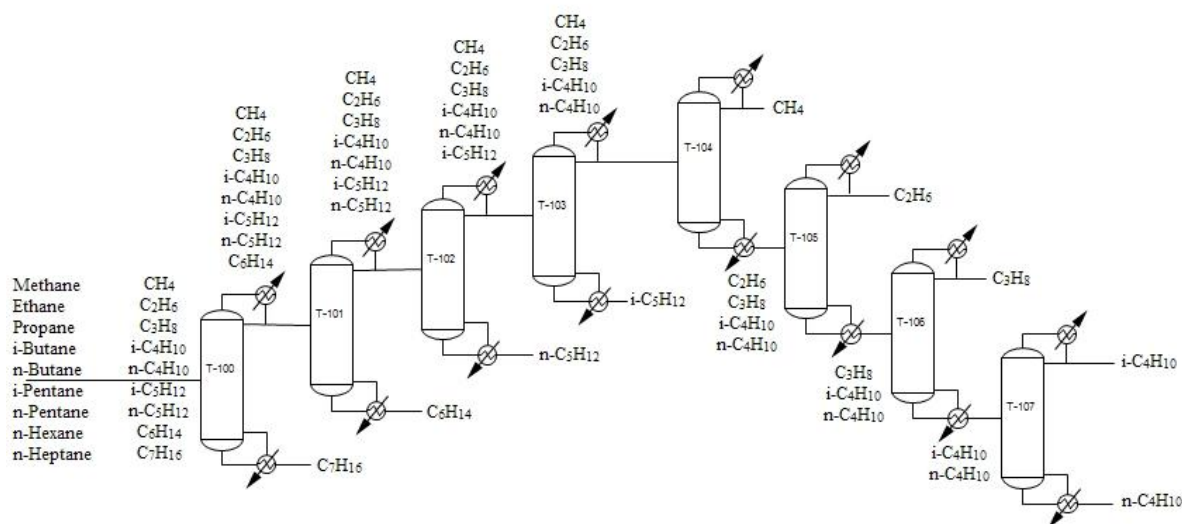 CH4
C2H6
C3H8
i-C4H10
n-C4H10
i-C5H12
n-C5H12
C6H14
CH4
C2H6
C3H8
i-C4H10
n-C4H10
i-C5H12
n-C5H12
CH4
C2H6
C3H8
i-C4H10
n-C4H10
i-C5H12
CH4
C2H6
C3H8
i-C4H10
n-C4H10
Methane CH4
Ethane C2H6
Propane C3H8
i-Butane i-C4H10
n-Butane n-C4H10
i-Pentane i-C5H12
n-Pentane n-C5H12
n-Hexane C6H14
n-Heptane C7H16
T-100
C7H16
T-101
C6H14
T-102
n-C5H12
T-103
i-C5H12
T-104
CH4
C2H6
C3H8
i-C4H10
n-C4H10
T-105
C2H6
C3H8
i-C4H10
n-C4H10
T-106
C3H8
i-C4H10
n-C4H10
T-107
i-C4H10
n-C4H10